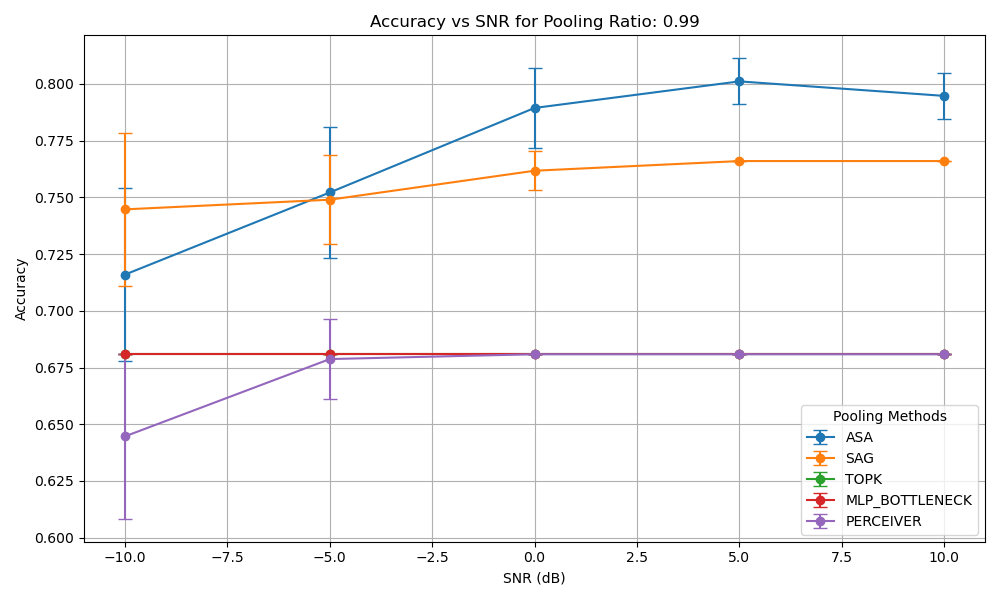 Accuracy vs SNR for Pooling Ratio: 0.99
Accuracy
0.800
0.775
0.750
0.725
0.700
0.675
0.650
0.625
0.600
Pooling Methods
ASA
SAG
TOPK
MLP_BOTTLENECK
PERCEIVER
−10.0 −7.5 −5.0 −2.5 0.0 2.5 5.0 7.5 10.0
SNR (dB)